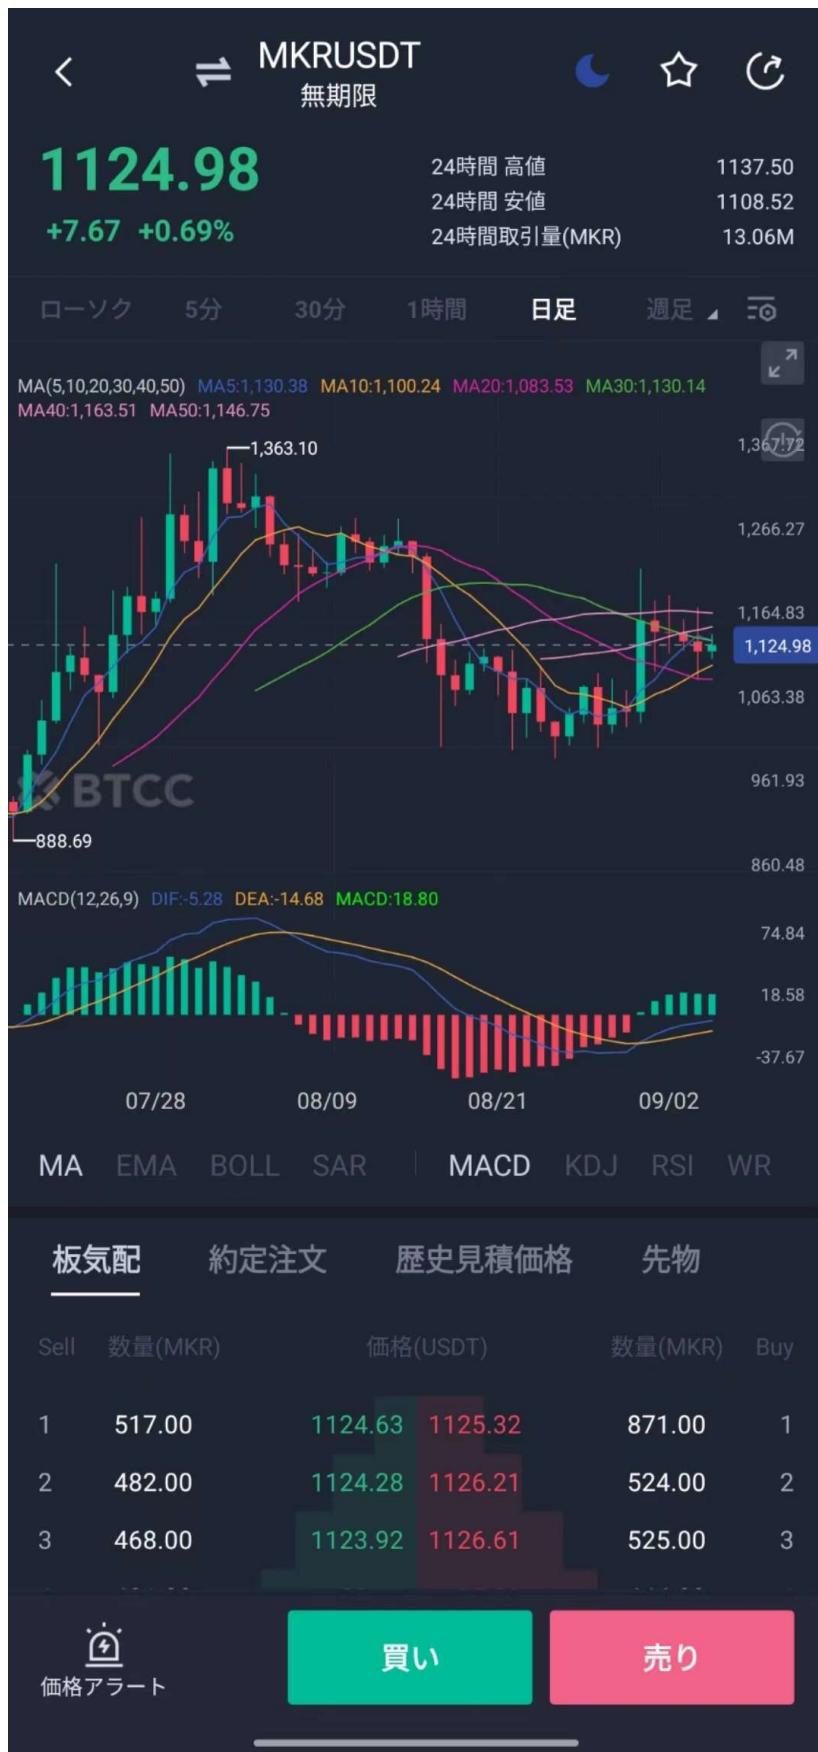 MKRUSDT
無期限
1124.98
+7.67 +0.69%
24時間 高値 1137.50
24時間 安値 1108.52
24時間取引量(MKR) 13.06M
ローソク 5分 30分 1時間 日足 週足
MA(5,10,20,30,40,50) MA5:1,130.38 MA10:1,100.24 MA20:1,083.53 MA30:1,130.14
MA40:1,163.51 MA50:1,146.75
1,363.10
1,367.72
1,266.27
1,164.83
1,124.98
1,063.38
961.93
BTCC
888.69
860.48
MACD(12,26,9) DIF:-5.28 DEA:-14.68 MACD:18.80
74.84
18.58
-37.67
07/28 08/09 08/21 09/02
MA EMA BOLL SAR MACD KDJ RSI WR
板気配 約定注文 歴史見積価格 先物
Sell 数量(MKR) 価格(USDT) 数量(MKR) Buy
1 517.00 1124.63 1125.32 871.00 1
2 482.00 1124.28 1126.21 524.00 2
3 468.00 1123.92 1126.61 525.00 3
価格アラート 買い 売り